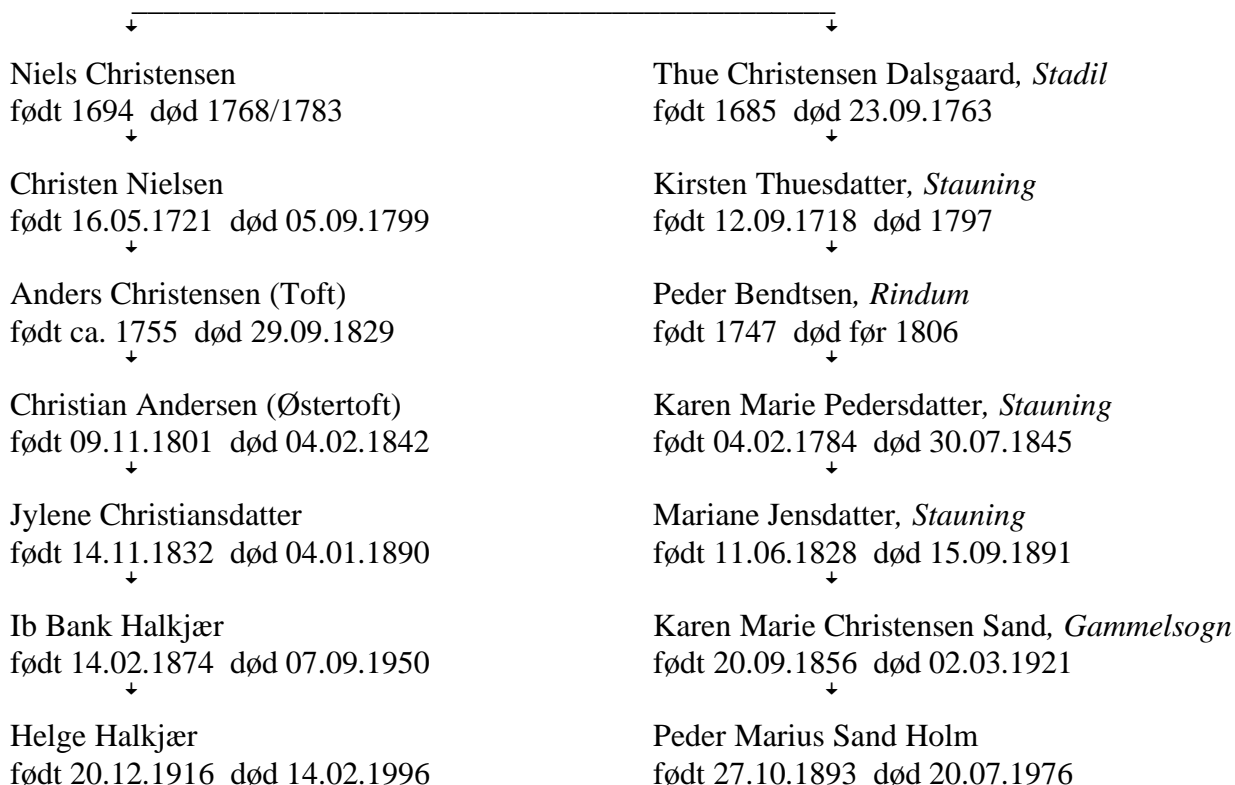 Niels Christensen
født 1694 død 1768/1783
Thue Christensen Dalsgaard, Stadil
født 1685 død 23.09.1763
Christen Nielsen
født 16.05.1721 død 05.09.1799
Kirsten Thuesdatter, Stauning
født 12.09.1718 død 1797
Anders Christensen (Toft)
født ca. 1755 død 29.09.1829
Peder Bendtsen, Rindum
født 1747 død før 1806
Christian Andersen (Østertoft)
født 09.11.1801 død 04.02.1842
Karen Marie Pedersdatter, Stauning
født 04.02.1784 død 30.07.1845
Jylene Christiansdatter
født 14.11.1832 død 04.01.1890
Mariane Jensdatter, Stauning
født 11.06.1828 død 15.09.1891
Ib Bank Halkjær
født 14.02.1874 død 07.09.1950
Karen Marie Christensen Sand, Gammelsogn
født 20.09.1856 død 02.03.1921
Helge Halkjær
født 20.12.1916 død 14.02.1996
Peder Marius Sand Holm
født 27.10.1893 død 20.07.1976